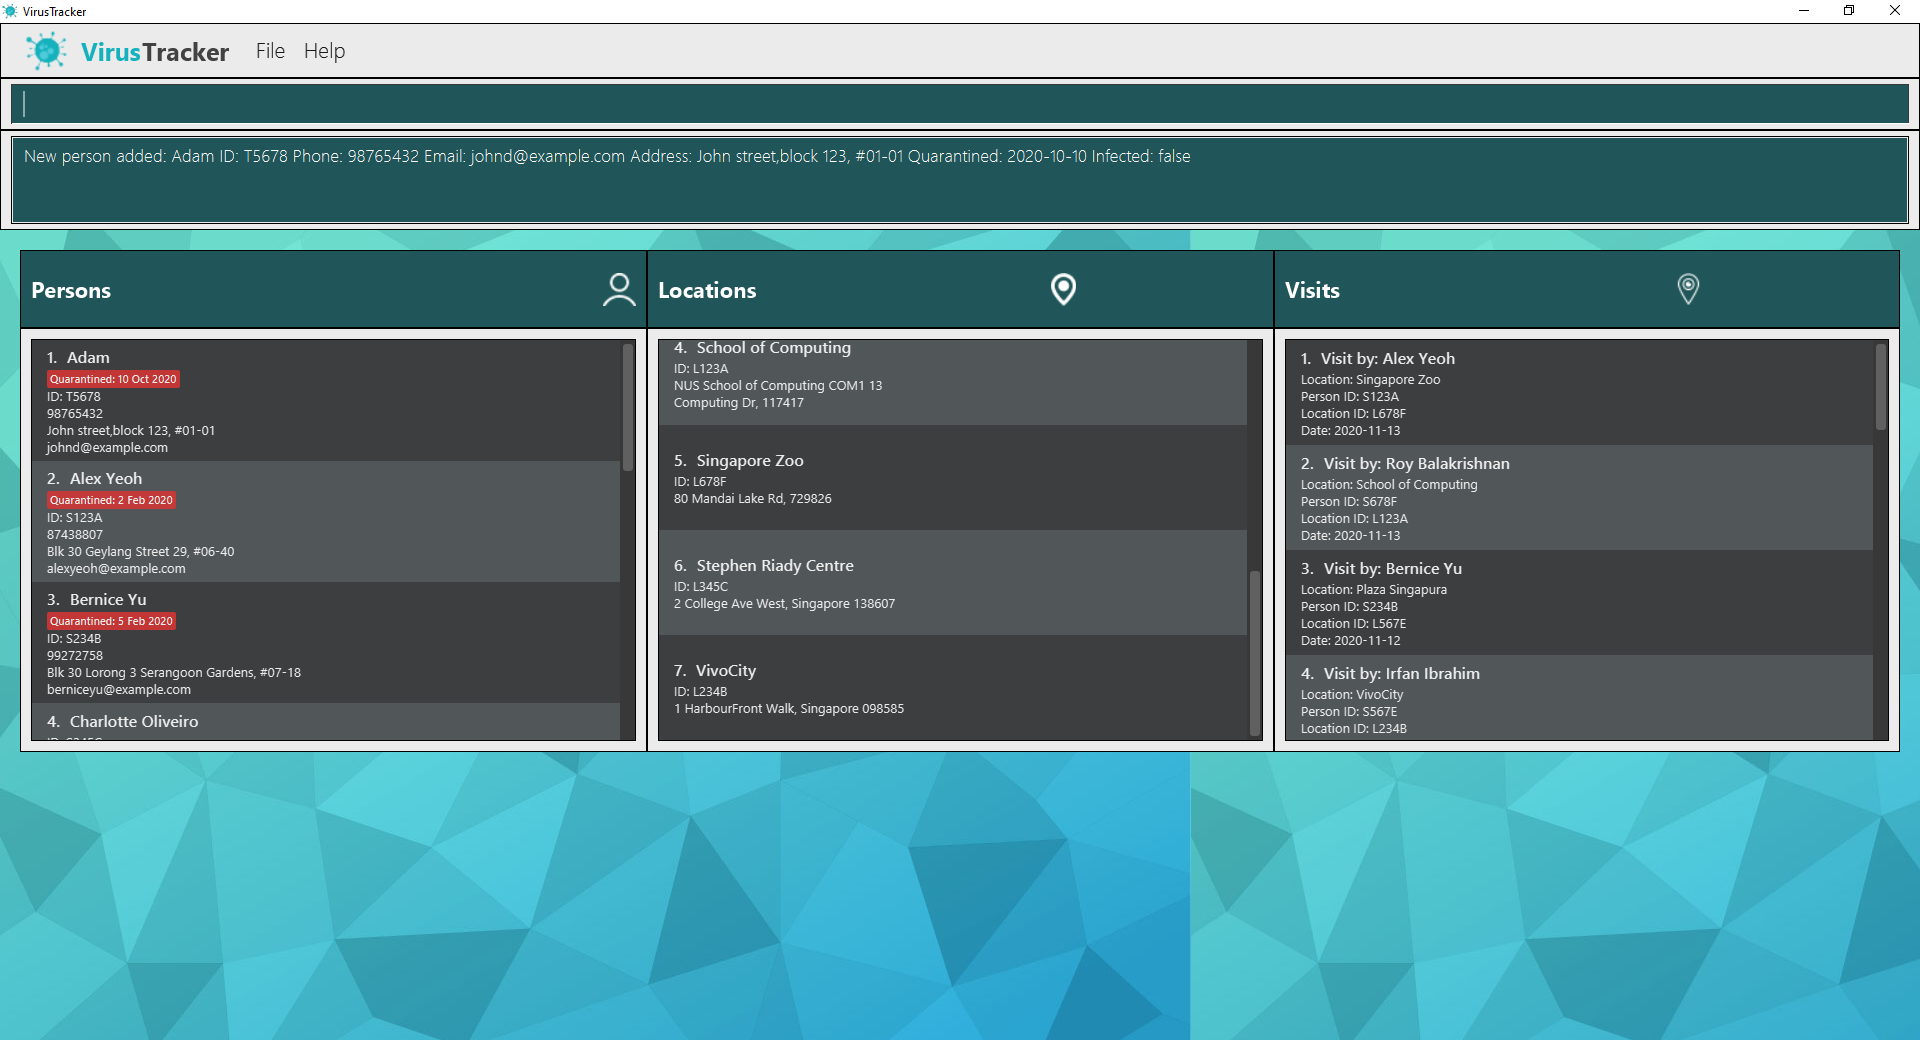 VirusTracker
VirusTracker File Help
New person added: Adam ID: T5678 Phone: 98765432 Email: johnd@example.com Address: John street,block 123, #01-01 Quarantined: 2020-10-10 Infected: false
Persons
1. Adam
Quarantined: 10 Oct 2020
ID: T5678
98765432
John street,block 123, #01-01
johnd@example.com
2. Alex Yeoh
Quarantined: 2 Feb 2020
ID: S123A
87438807
Blk 30 Geylang Street 29, #06-40
alexyeoh@example.com
3. Bernice Yu
Quarantined: 5 Feb 2020
ID: S234B
99272758
Blk 30 Lorong 3 Serangoon Gardens, #07-18
berniceyu@example.com
4. Charlotte Oliveiro
Locations
4. School of Computing
ID: L123A
NUS School of Computing COM1 13
Computing Dr, 117417
5. Singapore Zoo
ID: L678F
80 Mandai Lake Rd, 729826
6. Stephen Riady Centre
ID: L345C
2 College Ave West, Singapore 138607
7. VivoCity
ID: L234B
1 HarbourFront Walk, Singapore 098585
Visits
1. Visit by: Alex Yeoh
Location: Singapore Zoo
Person ID: S123A
Location ID: L678F
Date: 2020-11-13
2. Visit by: Roy Balakrishnan
Location: School of Computing
Person ID: S678F
Location ID: L123A
Date: 2020-11-13
3. Visit by: Bernice Yu
Location: Plaza Singapura
Person ID: S234B
Location ID: L567E
Date: 2020-11-12
4. Visit by: Irfan Ibrahim
Location: VivoCity
Person ID: S567E
Location ID: L234B